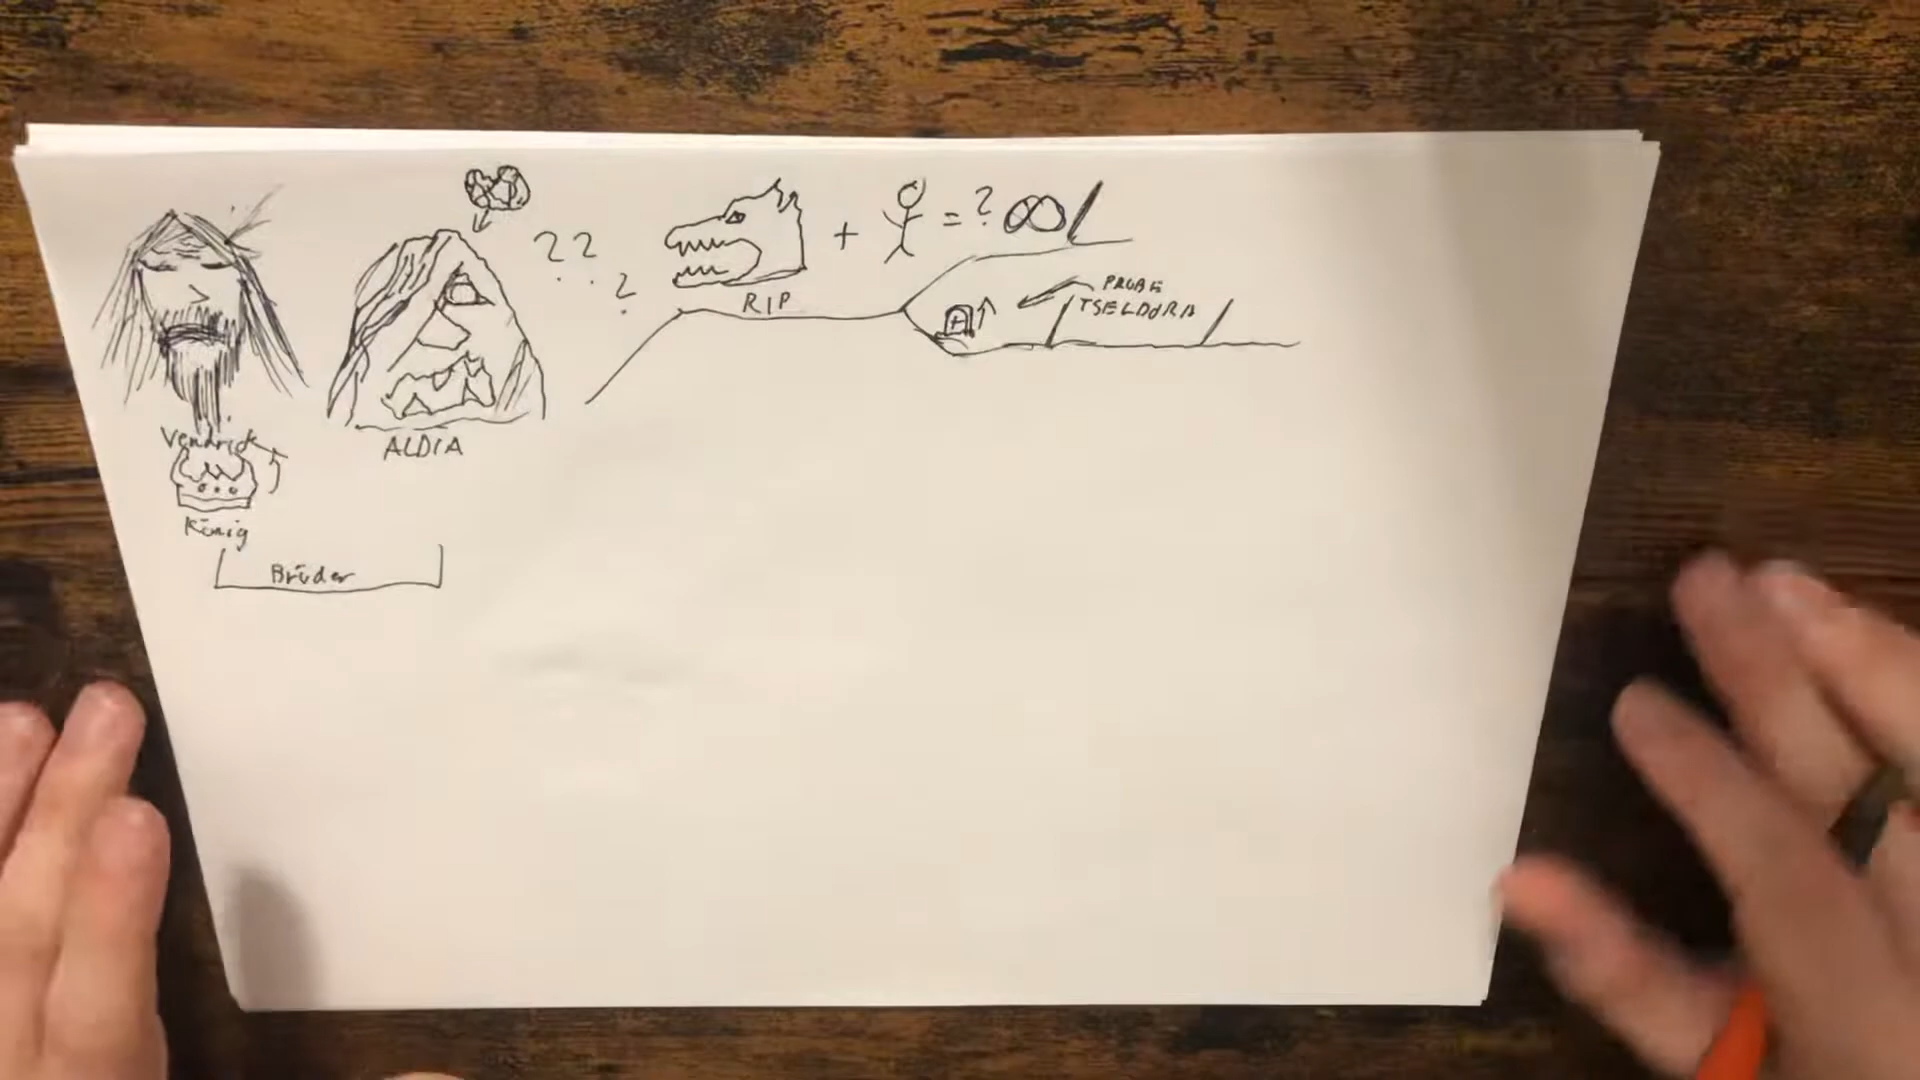 ? ? ?
+ = ? ∞
RIP
PROBE
TSELDORA
Vendrick
König
ALDIA
Brüder